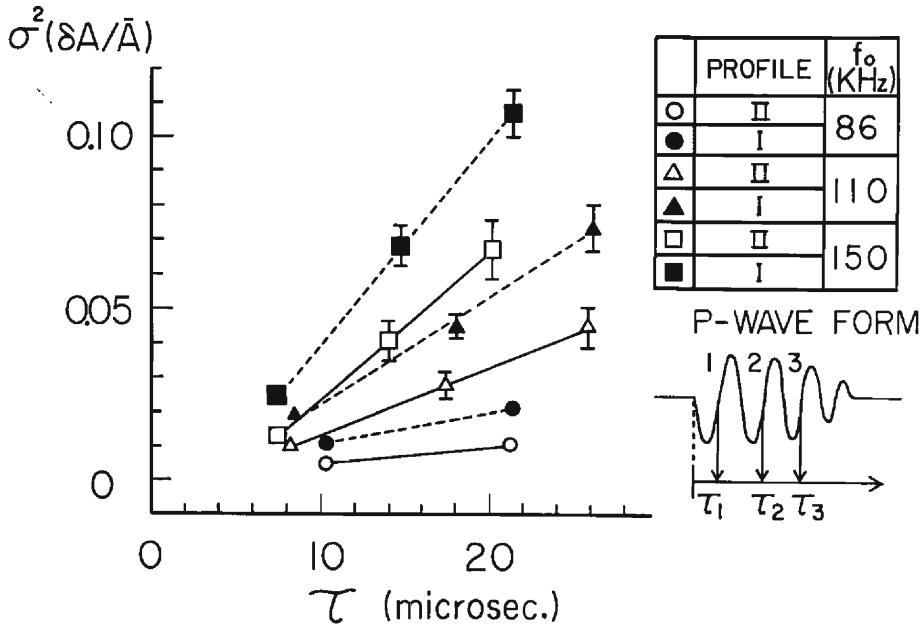 σ²(δA/Ā)
0.10
0.05
0
0 10 20
τ (microsec.)
PROFILE f₀ (KHz)
II 86
I
II 110
I
II 150
I
P-WAVE FORM
1 2 3
τ₁ τ₂ τ₃